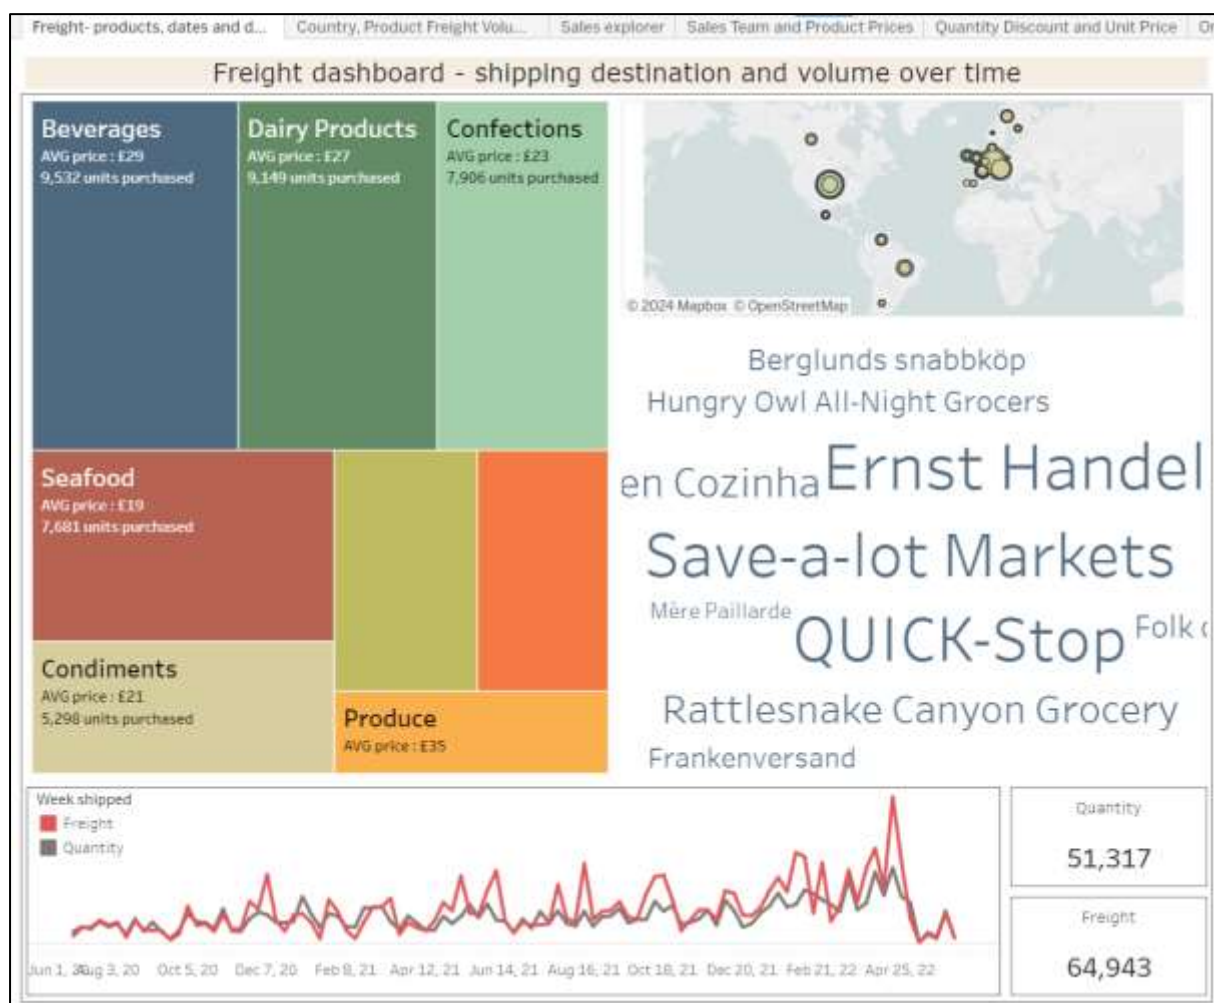 Freight- products, dates and d... Country, Product Freight Volu... Sales explorer Sales Team and Product Prices Quantity Discount and Unit Price Or
Freight dashboard - shipping destination and volume over time
Beverages
AVG price : £29
9,532 units purchased
Dairy Products
AVG price : £27
9,149 units purchased
Confections
AVG price : £23
7,906 units purchased
Seafood
AVG price : £19
7,681 units purchased
Condiments
AVG price : £21
5,298 units purchased
Produce
AVG price : £35
© 2024 Mapbox © OpenStreetMap
Berglunds snabbköp
Hungry Owl All-Night Grocers
en Cozinha Ernst Handel
Save-a-lot Markets
Mère Paillarde
QUICK-Stop Folk
Rattlesnake Canyon Grocery
Frankenversand
Week shipped
Freight
Quantity
Jun 1, Aug 3, 20 Oct 5, 20 Dec 7, 20 Feb 8, 21 Apr 12, 21 Jun 14, 21 Aug 16, 21 Oct 18, 21 Dec 20, 21 Feb 21, 22 Apr 25, 22
Quantity
51,317
Freight
64,943